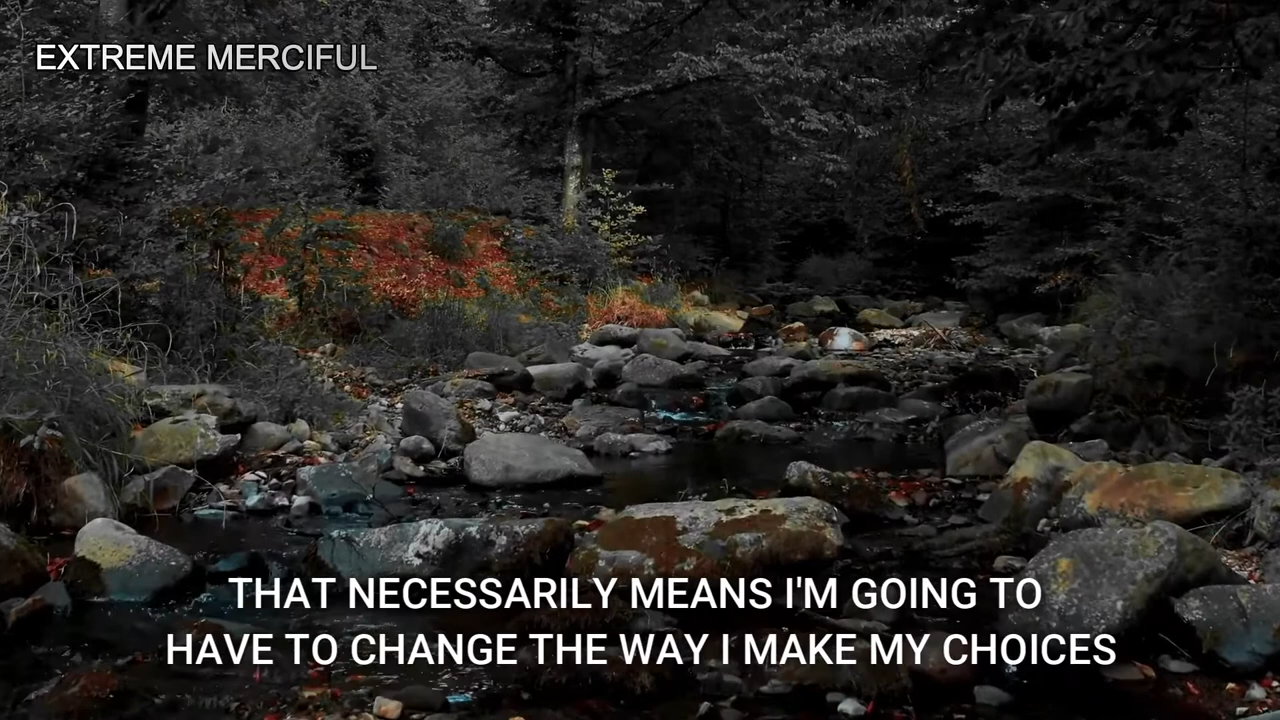 EXTREME MERCIFUL
THAT NECESSARILY MEANS I'M GOING TO
HAVE TO CHANGE THE WAY I MAKE MY CHOICES